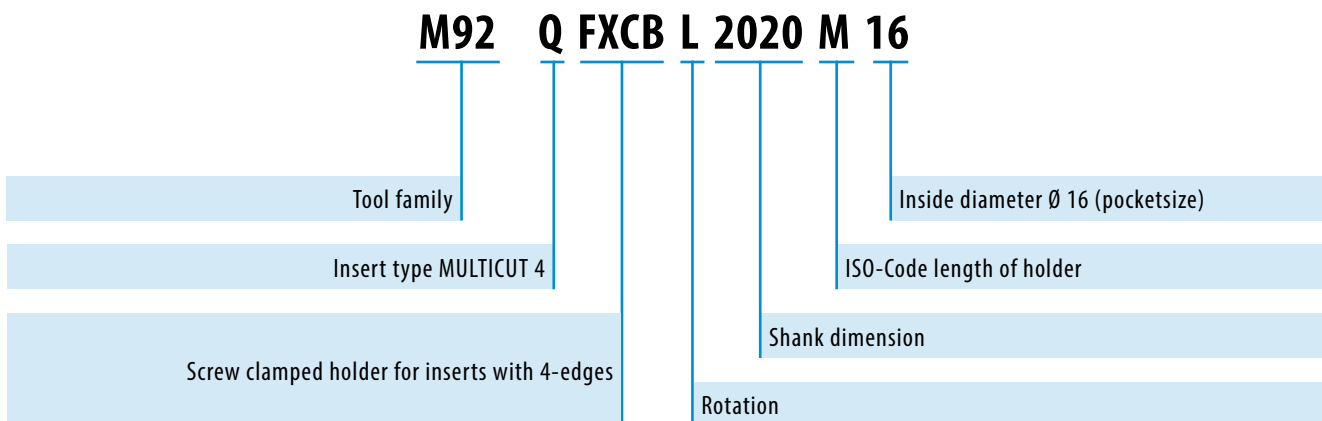 M92 Q FXCB L 2020 M 16
Tool family
Inside diameter Ø 16 (pocketsize)
Insert type MULTICUT 4
ISO-Code length of holder
Shank dimension
Screw clamped holder for inserts with 4-edges
Rotation